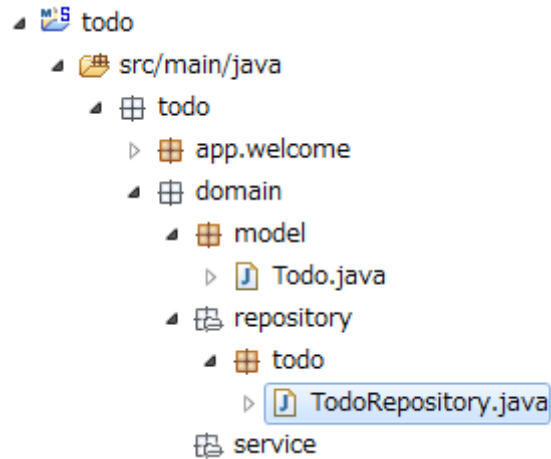 todo
src/main/java
todo
app.welcome
domain
model
Todo.java
repository
todo
TodoRepository.java
service